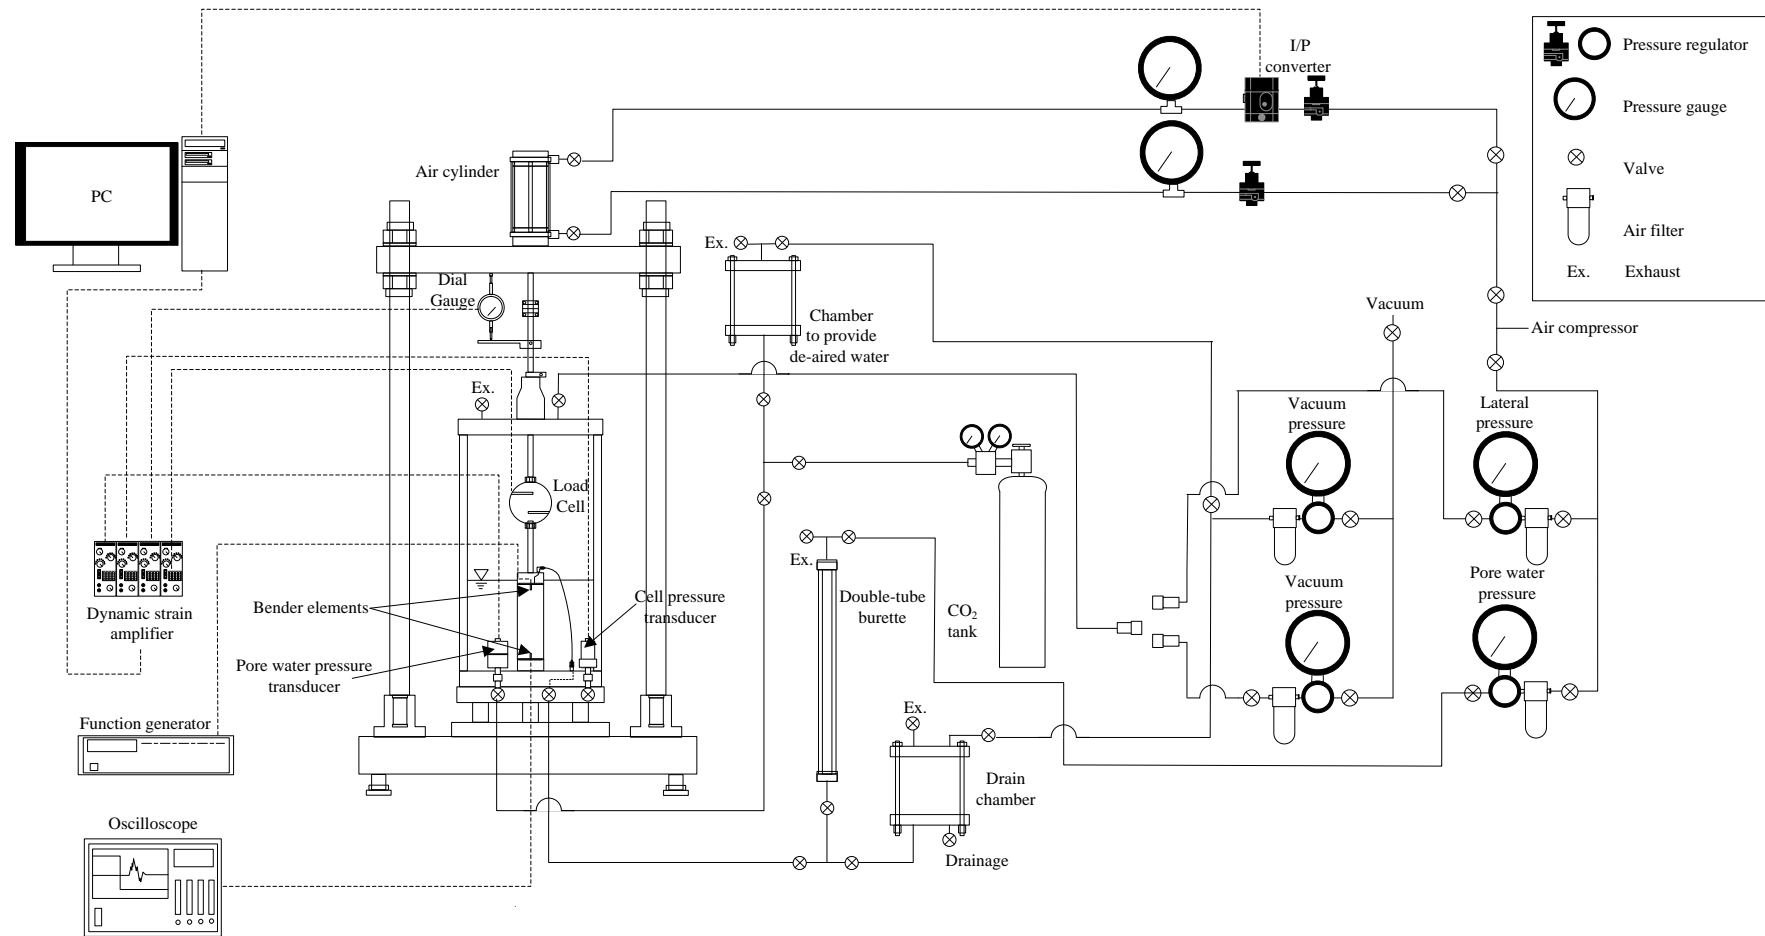 I/P
converter
Pressure regulator
Pressure gauge
Valve
Air filter
Ex. Exhaust
PC
Air cylinder
Ex.
Dial
Gauge
Chamber
to provide
de-aired water
Vacuum
Air compressor
Ex.
Vacuum
pressure
Lateral
pressure
Load
Cell
Ex.
Double-tube
burette
CO₂
tank
Vacuum
pressure
Pore water
pressure
Dynamic strain
amplifier
Bender elements
Cell pressure
transducer
Pore water pressure
transducer
Function generator
Ex.
Drain
chamber
Oscilloscope
Drainage